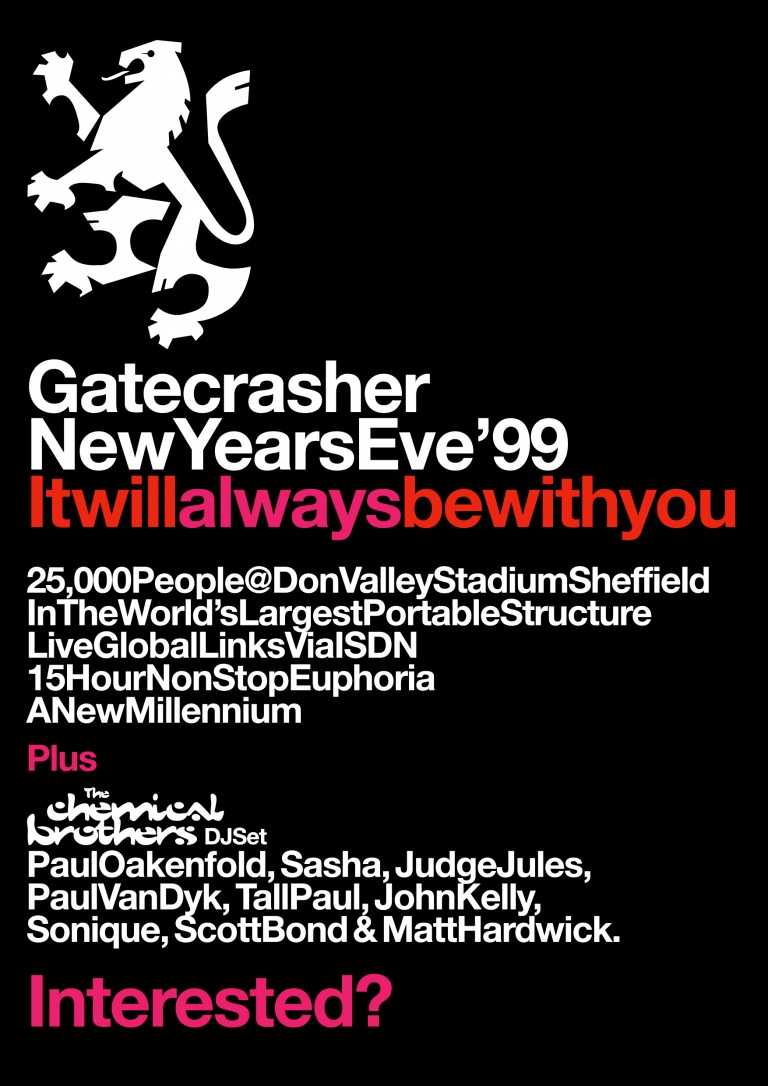 Gatecrasher
NewYearsEve’99
Itwillalwaysbewithyou
25,000People@DonValleyStadiumSheffield
InTheWorld’sLargestPortableStructure
LiveGlobalLinksViaISDN
15HourNonStopEuphoria
ANewMillennium
Plus
The
chemical
brothers DJSet
PaulOakenfold, Sasha, JudgeJules,
PaulVanDyk, TallPaul, JohnKelly,
Sonique, ScottBond & MattHardwick.
Interested?